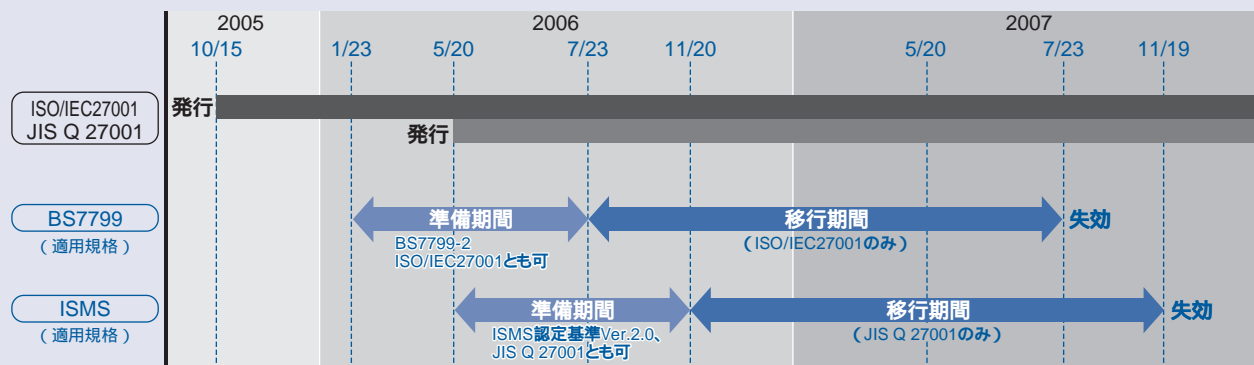 2005 2006 2007
10/15 1/23 5/20 7/23 11/20 5/20 7/23 11/19
ISO/IEC27001 発行
JIS Q 27001 発行
BS7799 準備期間 移行期間 失効
(適用規格) BS7799-2 (ISO/IEC27001のみ)
ISO/IEC27001とも可
ISMS 準備期間 移行期間 失効
(適用規格) ISMS認定基準Ver.2.0、 (JIS Q 27001のみ)
JIS Q 27001とも可